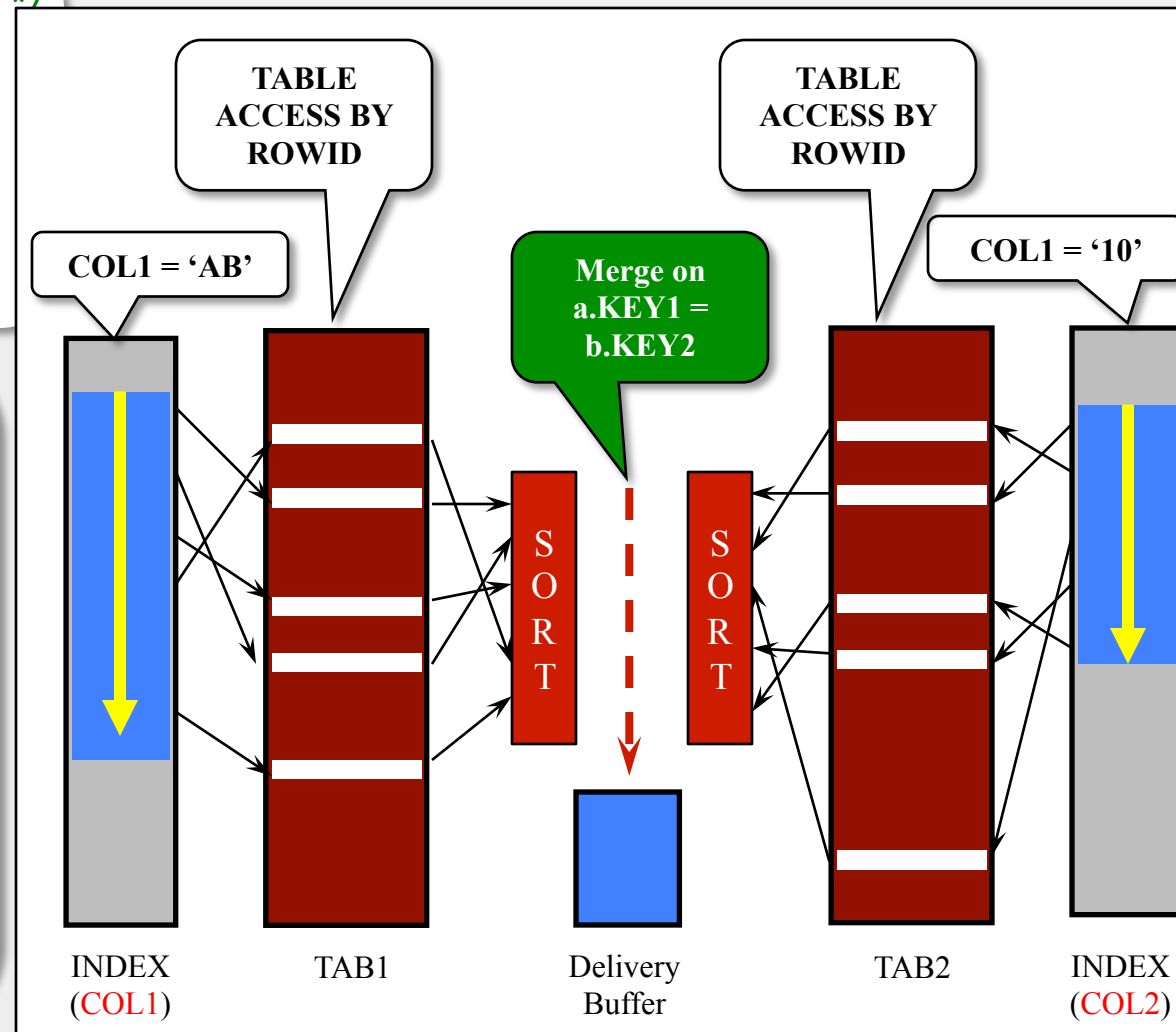 TABLE
ACCESS BY
ROWID
TABLE
ACCESS BY
ROWID
COL1 = ‘AB’
Merge on
a.KEY1 =
b.KEY2
COL1 = ‘10’
S
O
R
T
S
O
R
T
INDEX
(COL1)
TAB1
Delivery
Buffer
TAB2
INDEX
(COL2)